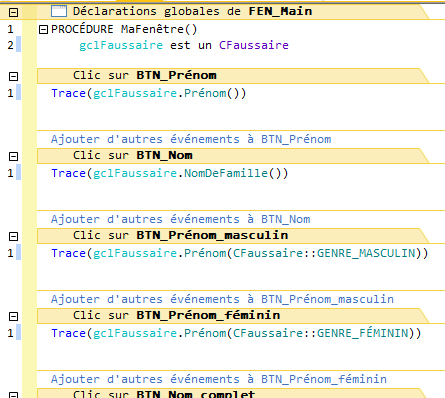 Déclarations globales de FEN_Main
1 PROCÉDURE MaFenêtre()
2 gclFaussaire est un CFaussaire
Clic sur BTN_Prénom
1 Trace(gclFaussaire.Prénom())
Ajouter d'autres événements à BTN_Prénom
Clic sur BTN_Nom
1 Trace(gclFaussaire.NomDeFamille())
Ajouter d'autres événements à BTN_Nom
Clic sur BTN_Prénom_masculin
1 Trace(gclFaussaire.Prénom(CFaussaire::GENRE_MASCULIN))
Ajouter d'autres événements à BTN_Prénom_masculin
Clic sur BTN_Prénom_féminin
1 Trace(gclFaussaire.Prénom(CFaussaire::GENRE_FÉMININ))
Ajouter d'autres événements à BTN_Prénom_féminin
Clic sur BTN_Nom_complet